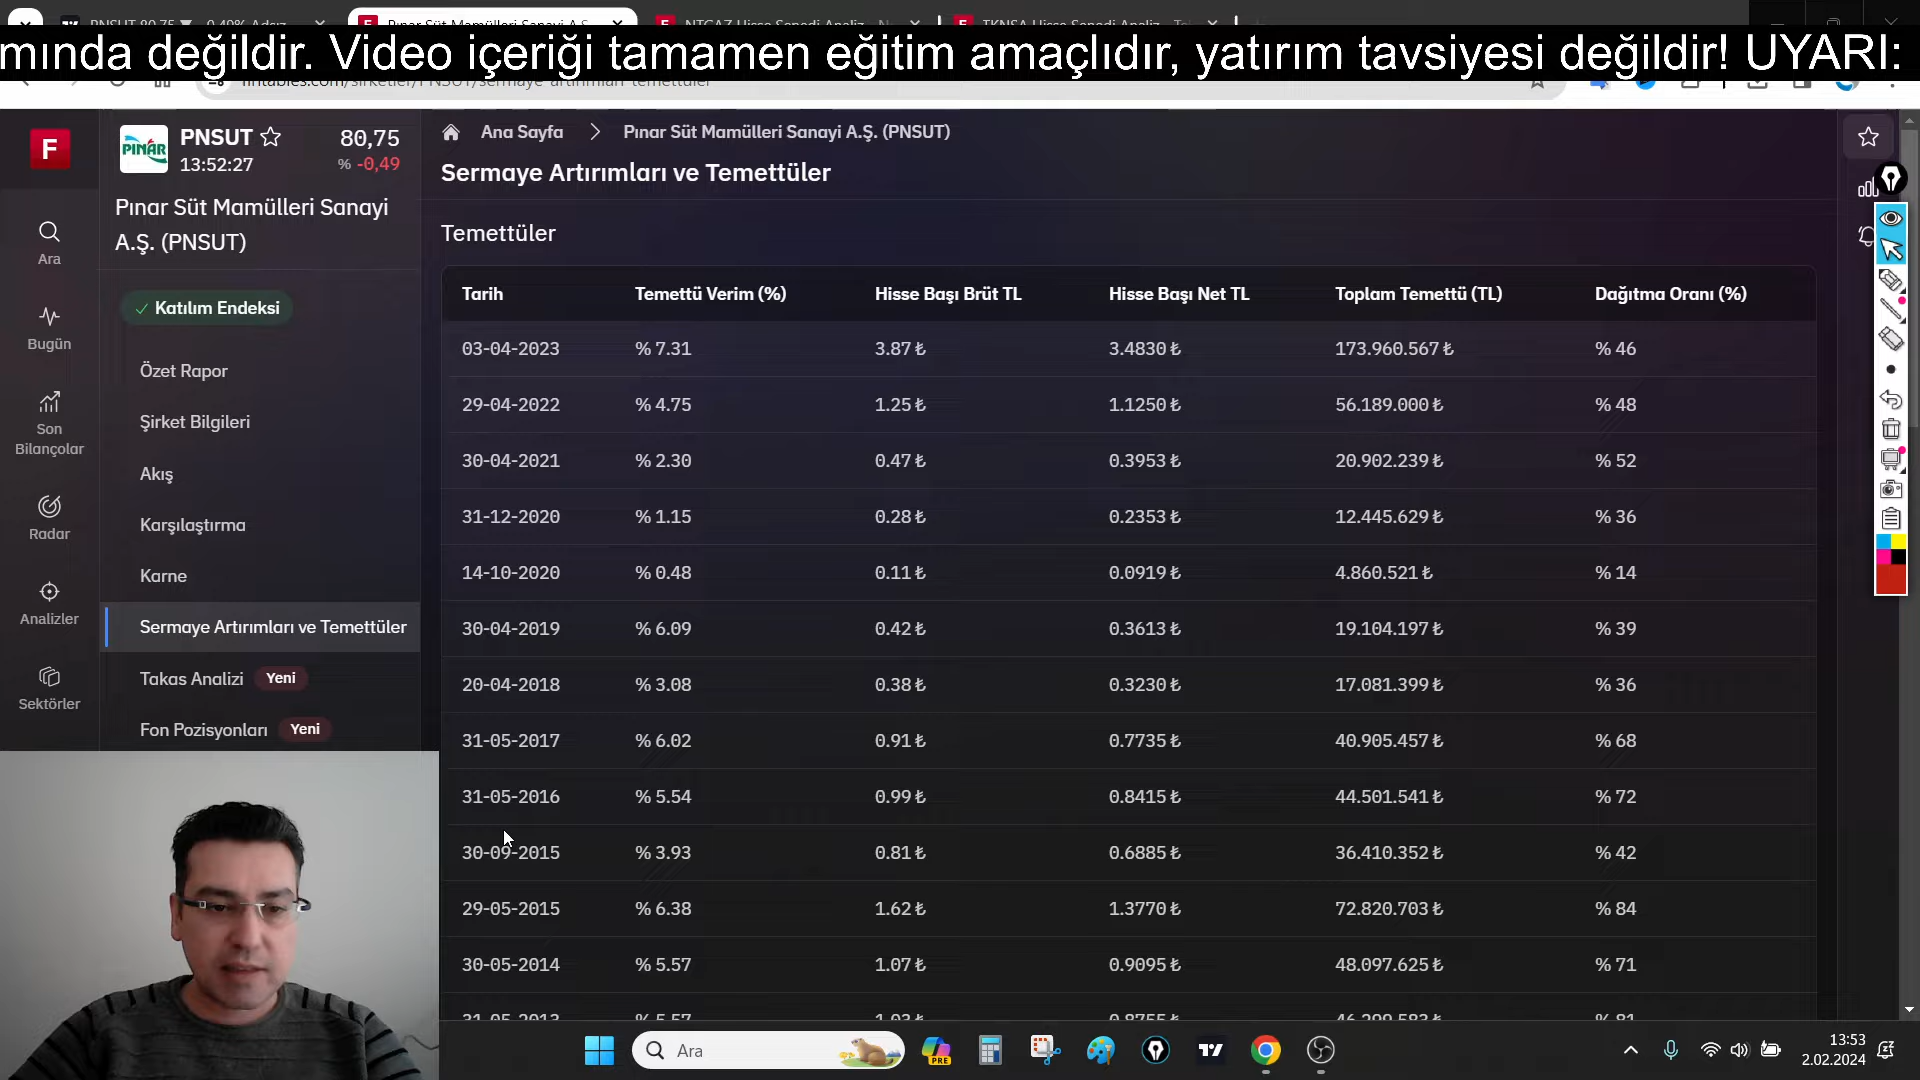 mında değildir. Video içeriği tamamen eğitim amaçlıdır, yatırım tavsiyesi değildir! UYARI:
F
PINAR
PNSUT
80,75
13:52:27
% -0,49
Pınar Süt Mamülleri Sanayi
A.Ş. (PNSUT)
Katılım Endeksi
Özet Rapor
Şirket Bilgileri
Akış
Karşılaştırma
Karne
Sermaye Artırımları ve Temettüler
Takas Analizi Yeni
Fon Pozisyonları Yeni
Ara
Bugün
Son
Bilançolar
Radar
Analizler
Sektörler
Ana Sayfa > Pınar Süt Mamülleri Sanayi A.Ş. (PNSUT)
Sermaye Artırımları ve Temettüler
Temettüler
Tarih Temettü Verim (%) Hisse Başı Brüt TL Hisse Başı Net TL Toplam Temettü (TL) Dağıtma Oranı (%)
03-04-2023 % 7.31 3.87 ₺ 3.4830 ₺ 173.960.567 ₺ % 46
29-04-2022 % 4.75 1.25 ₺ 1.1250 ₺ 56.189.000 ₺ % 48
30-04-2021 % 2.30 0.47 ₺ 0.3953 ₺ 20.902.239 ₺ % 52
31-12-2020 % 1.15 0.28 ₺ 0.2353 ₺ 12.445.629 ₺ % 36
14-10-2020 % 0.48 0.11 ₺ 0.0919 ₺ 4.860.521 ₺ % 14
30-04-2019 % 6.09 0.42 ₺ 0.3613 ₺ 19.104.197 ₺ % 39
20-04-2018 % 3.08 0.38 ₺ 0.3230 ₺ 17.081.399 ₺ % 36
31-05-2017 % 6.02 0.91 ₺ 0.7735 ₺ 40.905.457 ₺ % 68
31-05-2016 % 5.54 0.99 ₺ 0.8415 ₺ 44.501.541 ₺ % 72
30-09-2015 % 3.93 0.81 ₺ 0.6885 ₺ 36.410.352 ₺ % 42
29-05-2015 % 6.38 1.62 ₺ 1.3770 ₺ 72.820.703 ₺ % 84
30-05-2014 % 5.57 1.07 ₺ 0.9095 ₺ 48.097.625 ₺ % 71
Ara
PRE
13:53
2.02.2024